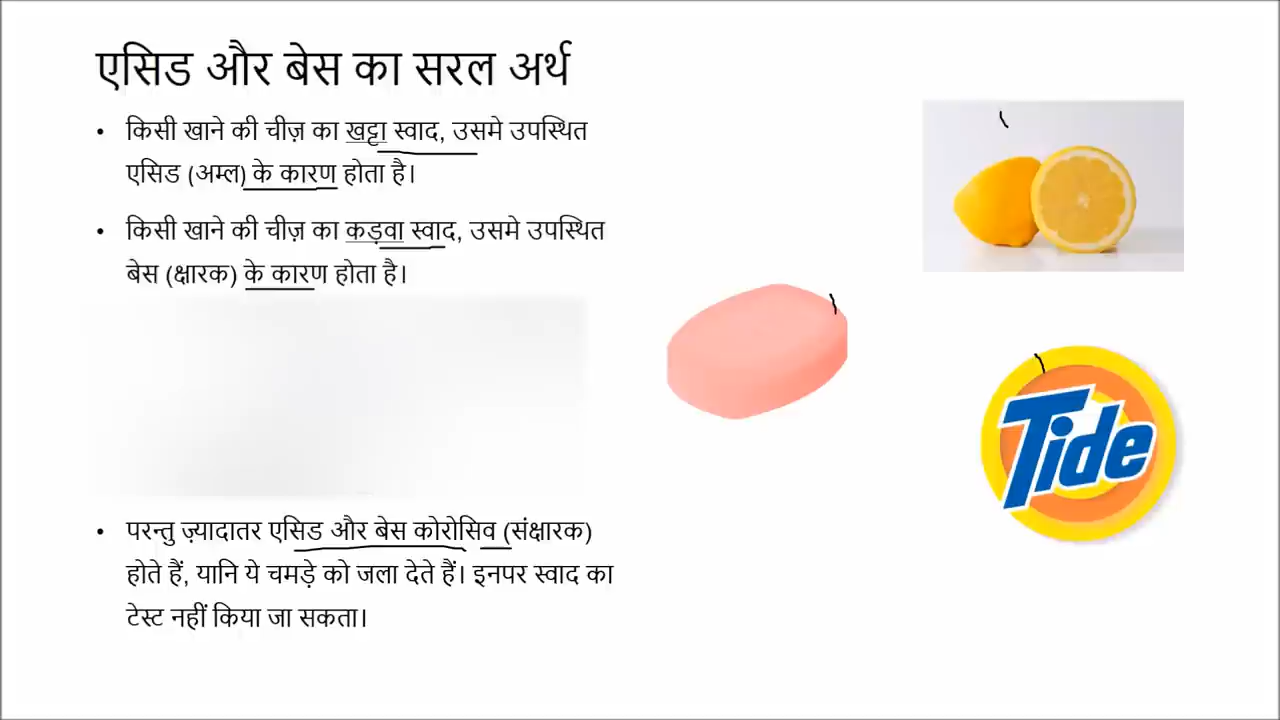 एसिड और बेस का सरल अर्थ
• किसी खाने की चीज़ का खट्टा स्वाद, उसमे उपस्थित
एसिड (अम्ल) के कारण होता है।
• किसी खाने की चीज़ का कड़वा स्वाद, उसमे उपस्थित
बेस (क्षारक) के कारण होता है।
• परन्तु ज़्यादातर एसिड और बेस कोरोसिव (संक्षारक)
होते हैं, यानि ये चमड़े को जला देते हैं। इनपर स्वाद का
टेस्ट नहीं किया जा सकता।
Tide